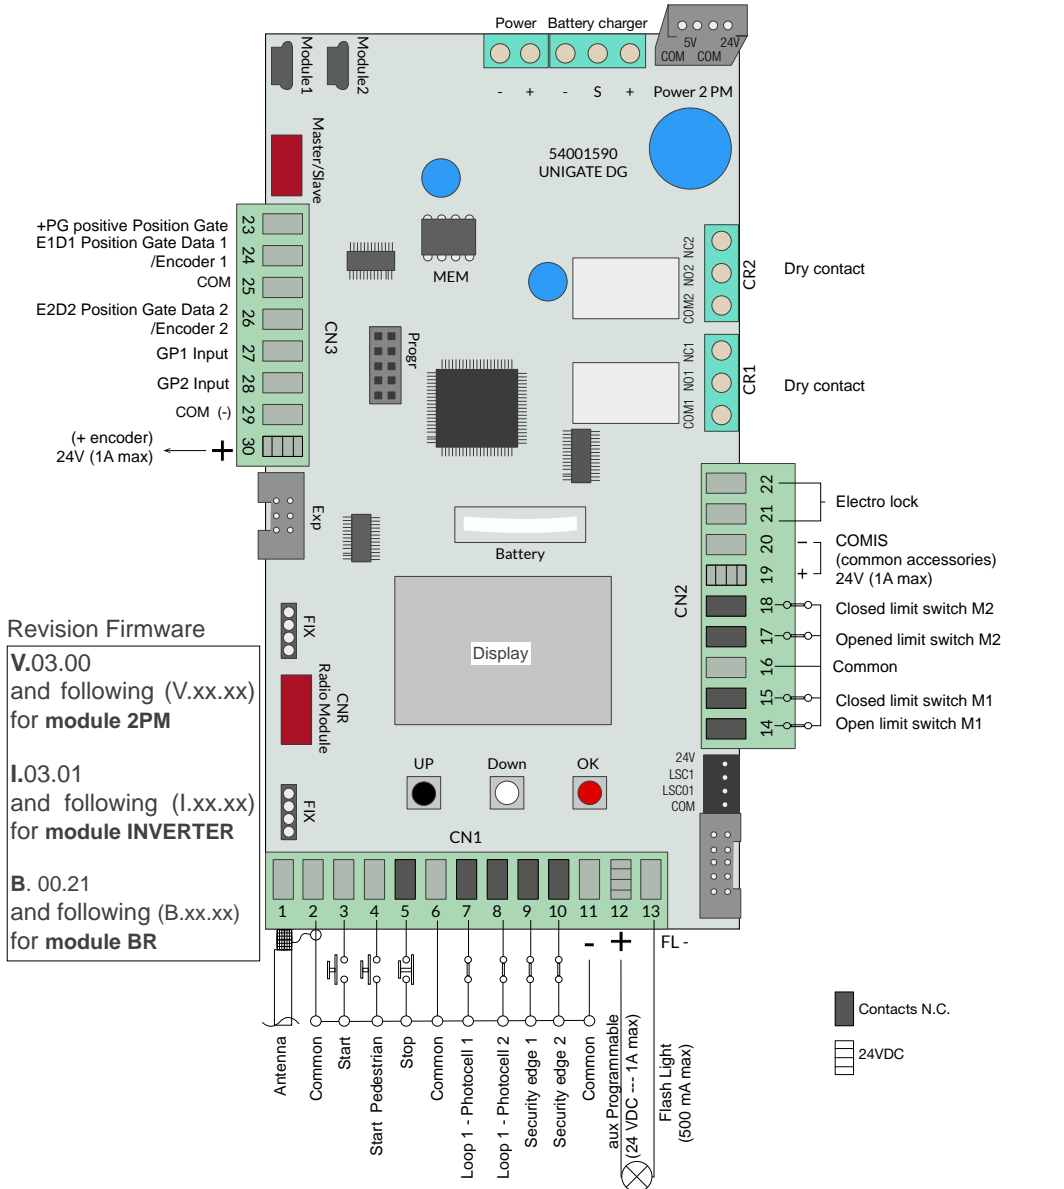 Power Battery charger
5V 24V
COM COM
- + - S + Power 2 PM
Module1
Module2
Master/Slave
54001590
UNIGATE DG
MEM
+PG positive Position Gate
E1D1 Position Gate Data 1
/Encoder 1
COM
E2D2 Position Gate Data 2
/Encoder 2
GP1 Input
GP2 Input
COM (-)
(+ encoder)
24V (1A max)
+
23
24
25
26
27
28
29
30
CN3
Progr
NC2
NO2
COM2
CR2
Dry contact
NC1
NO1
COM1
CR1
Dry contact
Exp
Battery
Display
22
21
20
19
18
17
16
15
14
CN2
Electro lock
- COMIS
(common accessories)
+ 24V (1A max)
Closed limit switch M2
Opened limit switch M2
Common
Closed limit switch M1
Open limit switch M1
FIX
CNR
Radio Module
FIX
Revision Firmware
V.03.00
and following (V.xx.xx)
for module 2PM
I.03.01
and following (I.xx.xx)
for module INVERTER
B. 00.21
and following (B.xx.xx)
for module BR
UP Down OK
24V
LSC1
LSC01
COM
CN1
1 2 3 4 5 6 7 8 9 10 11 12 13
- + FL -
Antenna
Common
Start
Start Pedestrian
Stop
Common
Loop 1 - Photocell 1
Loop 1 - Photocell 2
Security edge 1
Security edge 2
Common
aux Programmable
(24 VDC --- 1A max)
Flash Light
(500 mA max)
Contacts N.C.
24VDC